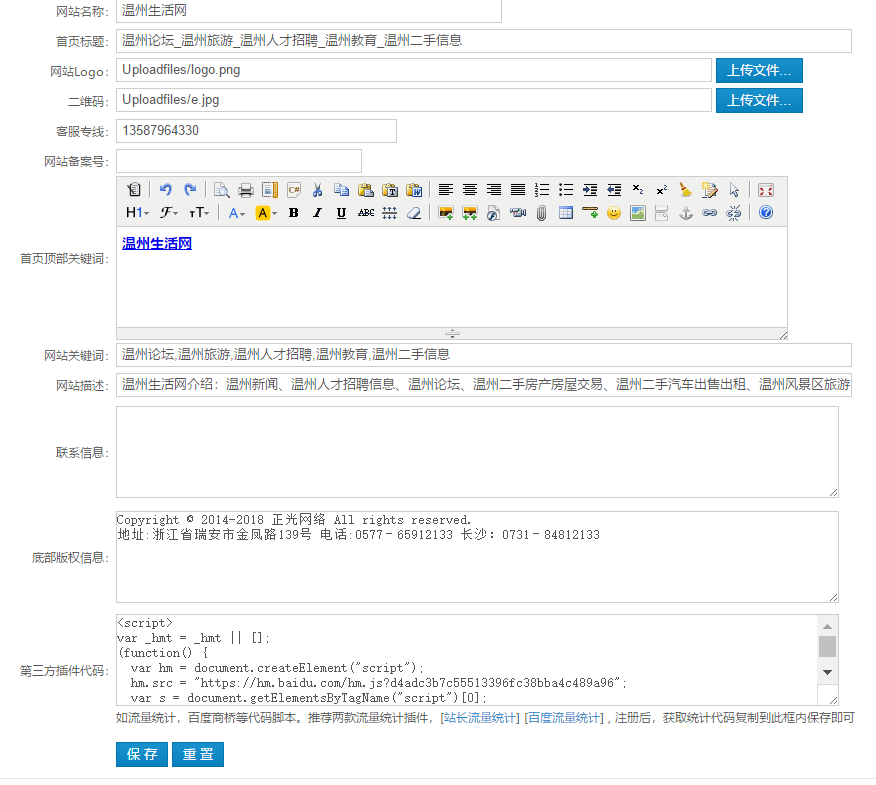 网站名称: 温州生活网
首页标题: 温州论坛_温州旅游_温州人才招聘_温州教育_温州二手信息
网站Logo: Uploadfiles/logo.png 上传文件...
二维码: Uploadfiles/e.jpg 上传文件...
客服专线: 13587964330
网站备案号:
H1 F TT A A B I U ABC
首页顶部关键词: 温州生活网
网站关键词: 温州论坛,温州旅游,温州人才招聘,温州教育,温州二手信息
网站描述: 温州生活网介绍：温州新闻、温州人才招聘信息、温州论坛、温州二手房产房屋交易、温州二手汽车出售出租、温州风景区旅游
联系信息:
Copyright © 2014-2018 正光网络 All rights reserved.
地址:浙江省瑞安市金凤路139号 电话:0577－65912133 长沙：0731－84812133
底部版权信息:
<script>
var _hmt = _hmt || [];
(function() {
var hm = document.createElement("script");
第三方插件代码:
hm.src = "https://hm.baidu.com/hm.js?d4adc3b7c55513396fc38bba4c489a96";
var s = document.getElementsByTagName("script")[0];
如流量统计，百度商桥等代码脚本。推荐两款流量统计插件，[站长流量统计] [百度流量统计]，注册后，获取统计代码复制到此框内保存即可
保存 重置